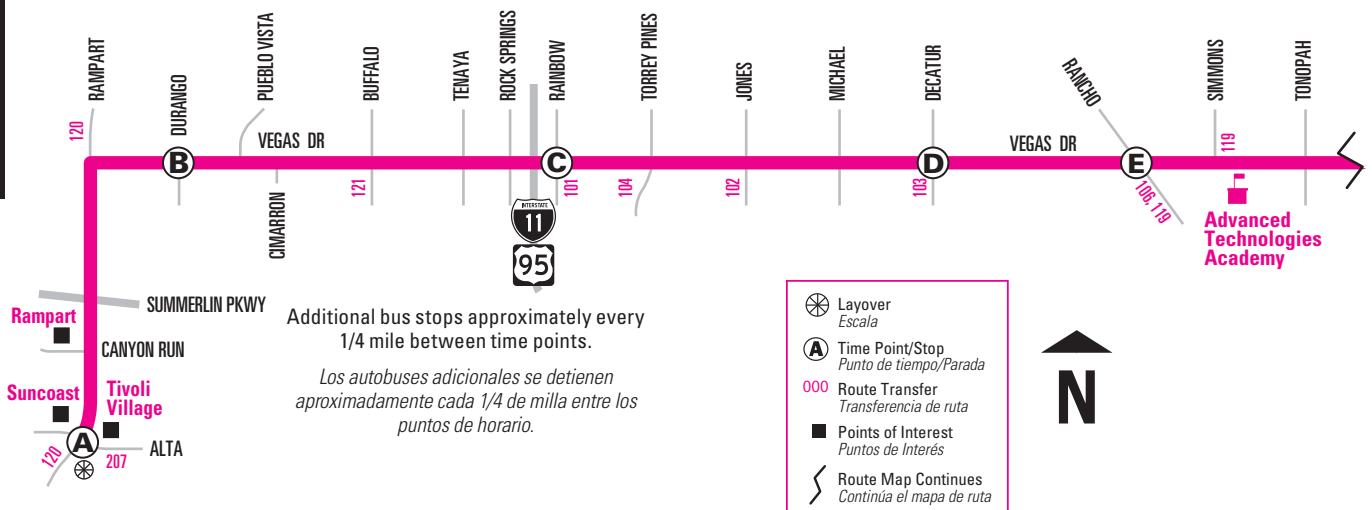 RAMPART
DURANGO
PUEBLO VISTA
BUFFALO
TENAYA
ROCK SPRINGS
RAINBOW
TORREY PINES
JONES
MICHAEL
DECATUR
RANCHO
SIMMONS
TONOPAH
120
VEGAS DR
VEGAS DR
119
B
C
D
E
CIMARRON
121
101
104
102
103
106, 119
INTERSTATE
11
95
Advanced
Technologies
Academy
SUMMERLIN PKWY
Rampart
CANYON RUN
Suncoast
Tivoli
Village
A
ALTA
120
207
Additional bus stops approximately every
1/4 mile between time points.
Los autobuses adicionales se detienen
aproximadamente cada 1/4 de milla entre los
puntos de horario.
Layover
Escala
A Time Point/Stop
Punto de tiempo/Parada
000 Route Transfer
Transferencia de ruta
Points of Interest
Puntos de Interés
Route Map Continues
Continúa el mapa de ruta
N